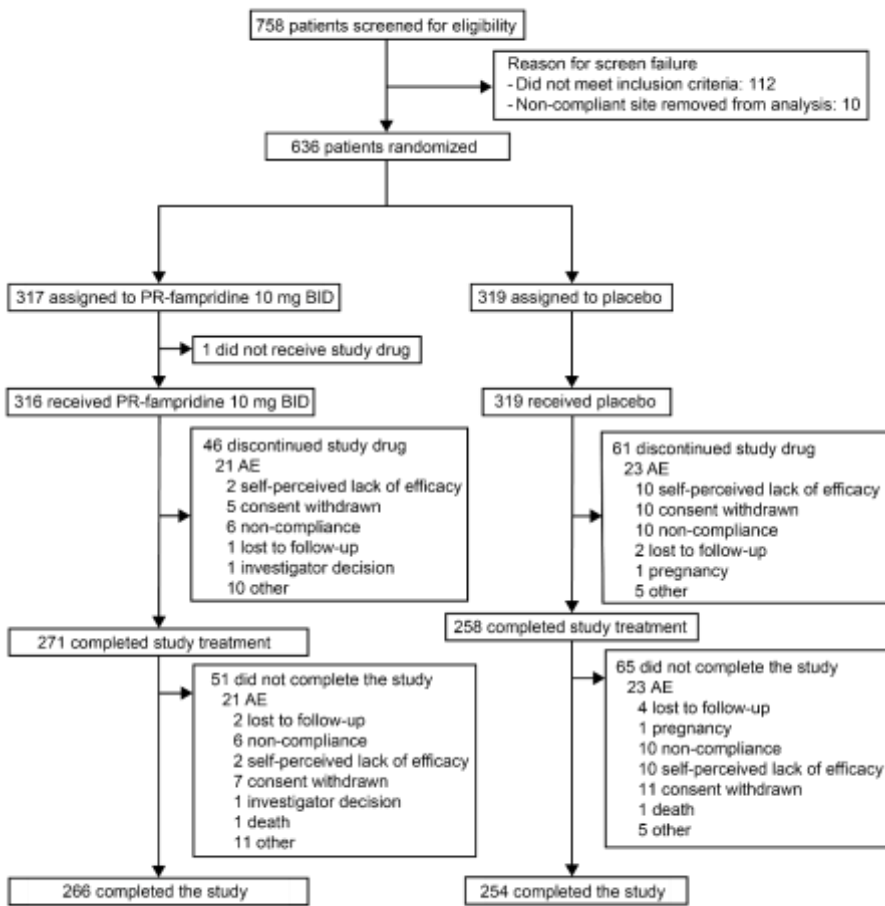 758 patients screened for eligibility
Reason for screen failure
- Did not meet inclusion criteria: 112
- Non-compliant site removed from analysis: 10
636 patients randomized
317 assigned to PR-fampridine 10 mg BID
319 assigned to placebo
1 did not receive study drug
316 received PR-fampridine 10 mg BID
319 received placebo
46 discontinued study drug
21 AE
2 self-perceived lack of efficacy
5 consent withdrawn
6 non-compliance
1 lost to follow-up
1 investigator decision
10 other
61 discontinued study drug
23 AE
10 self-perceived lack of efficacy
10 consent withdrawn
10 non-compliance
2 lost to follow-up
1 pregnancy
5 other
271 completed study treatment
258 completed study treatment
51 did not complete the study
21 AE
2 lost to follow-up
6 non-compliance
2 self-perceived lack of efficacy
7 consent withdrawn
1 investigator decision
1 death
11 other
65 did not complete the study
23 AE
4 lost to follow-up
1 pregnancy
10 non-compliance
10 self-perceived lack of efficacy
11 consent withdrawn
1 death
5 other
266 completed the study
254 completed the study